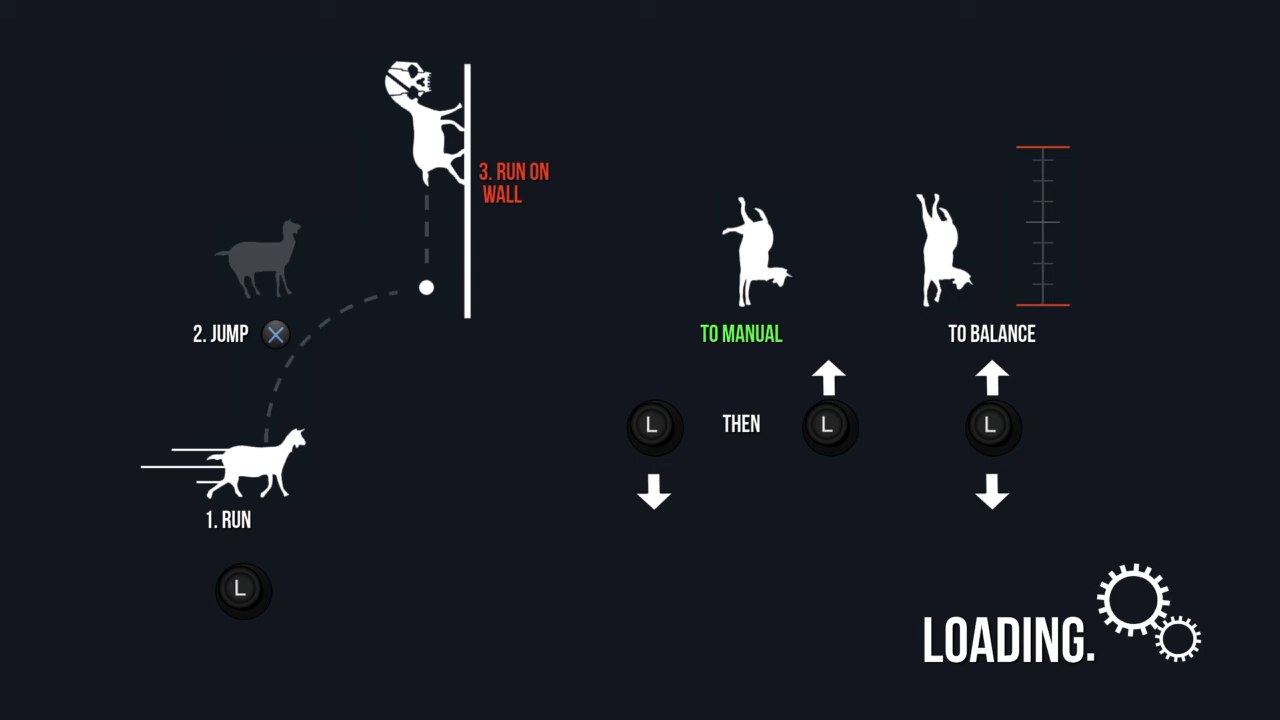 3. RUN ON
WALL
2. JUMP
1. RUN
L
TO MANUAL
L
THEN
L
TO BALANCE
L
LOADING.